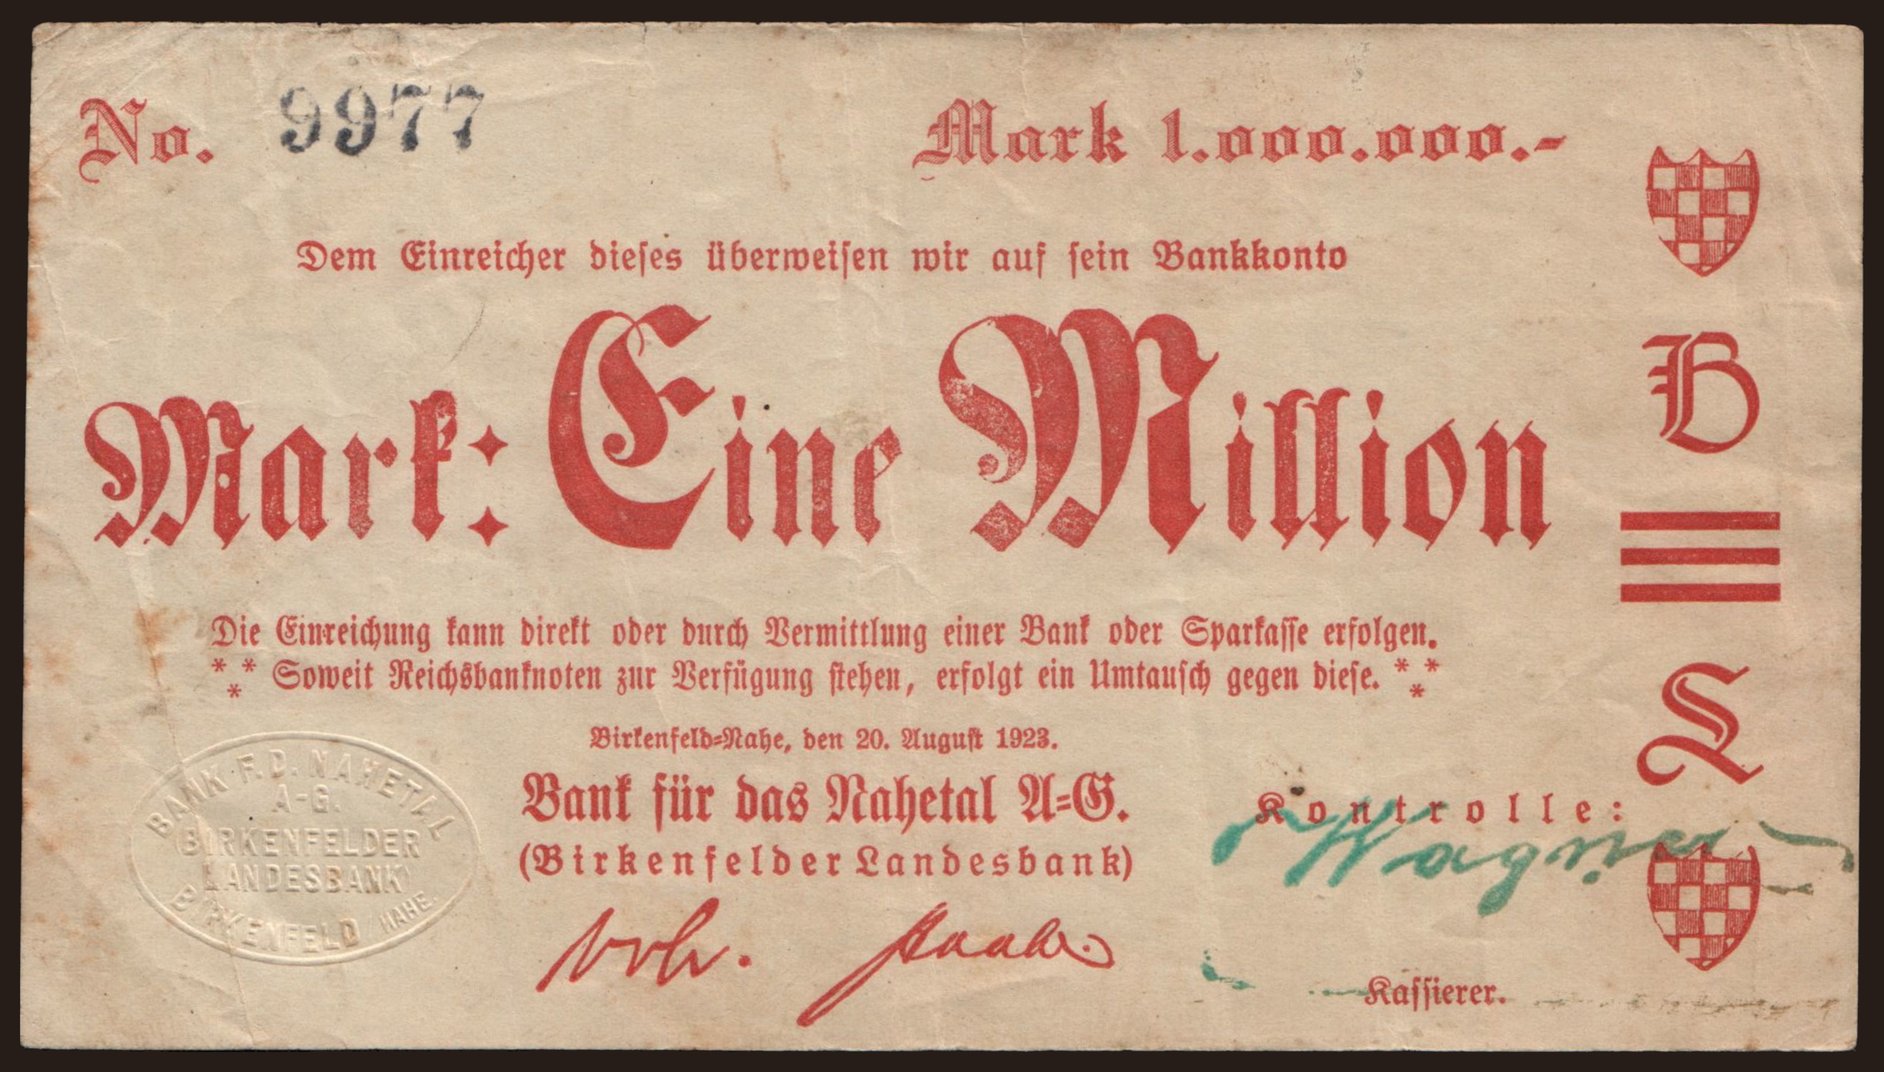 No. 9977
Mark 1.000.000.-
Dem Einreicher dieses überweisen wir auf sein Bankkonto
Mark: Eine Million
Die Einreichung kann direkt oder durch Vermittlung einer Bank oder Sparkasse erfolgen.
*** Soweit Reichsbanknoten zur Verfügung stehen, erfolgt ein Umtausch gegen diese. ***
Birkenfeld-Nahe, den 20. August 1923.
Bank für das Nahetal A-G.
(Birkenfelder Landesbank)
Kontrolle:
Kassierer.
B
L
BANK F. D. NAHETAL
A-G.
(BIRKENFELDER
LANDESBANK)
BIRKENFELD / NAHE.